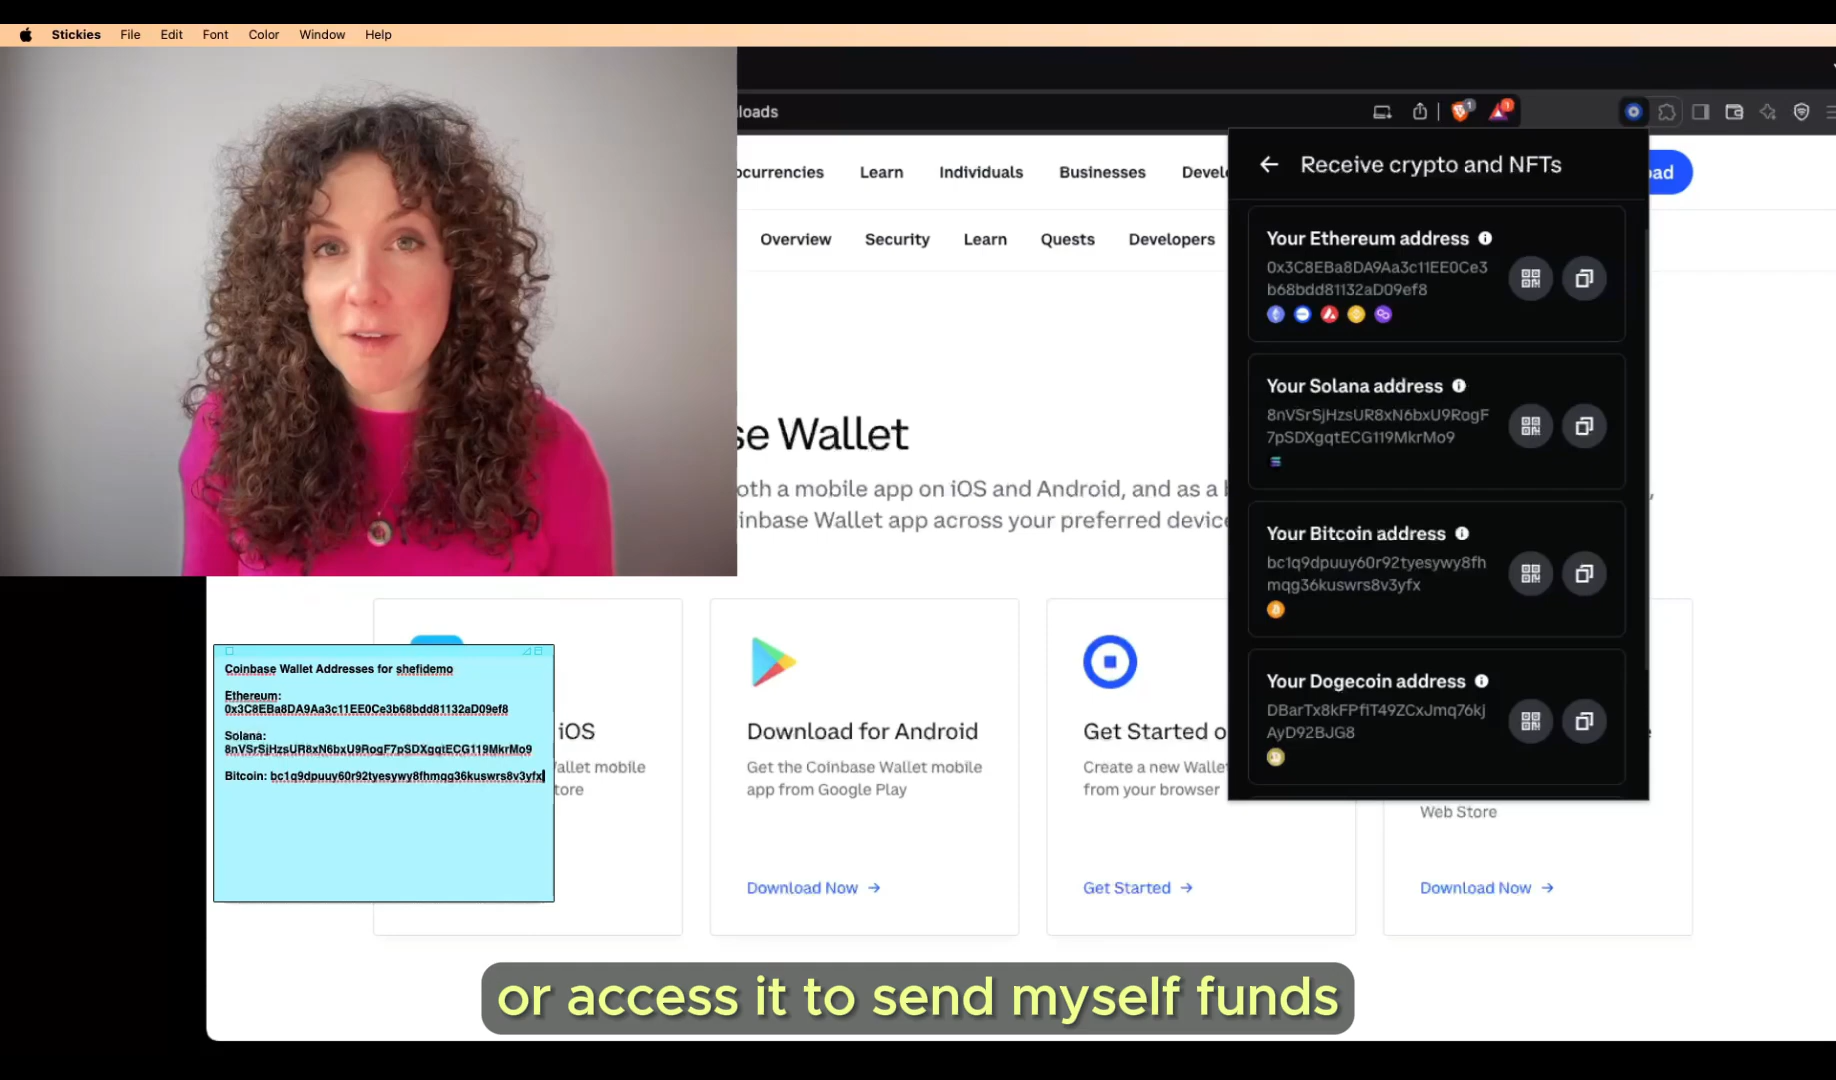 Stickies File Edit Font Color Window Help
loads
ocurrencies Learn Individuals Businesses Develo
oad
Overview Security Learn Quests Developers
se Wallet
oth a mobile app on iOS and Android, and as a b
inbase Wallet app across your preferred device
Receive crypto and NFTs
Your Ethereum address
0x3C8EBa8DA9Aa3c11EE0Ce3
b68bdd81132aD09ef8
Your Solana address
8nVSrSjHzsUR8xN6bxU9RogF
7pSDXgqtECG119MkrMo9
Your Bitcoin address
bc1q9dpuuy60r92tyesywy8fh
mqg36kuswrs8v3yfx
Your Dogecoin address
DBarTx8kFPfiT49ZCxJmq76kj
AyD92BJG8
Coinbase Wallet Addresses for shefidemo
Ethereum:
0x3C8EBa8DA9Aa3c11EE0Ce3b68bdd81132aD09ef8
Solana:
8nVSrSjHzsUR8xN6bxU9RogF7pSDXgqtECG119MkrMo9
Bitcoin: bc1q9dpuuy60r92tyesywy8fhmqg36kuswrs8v3yfx
iOS
allet mobile
tore
Download for Android
Get the Coinbase Wallet mobile
app from Google Play
Download Now →
Get Started o
Create a new Walle
from your browser
Get Started →
Web Store
Download Now →
or access it to send myself funds